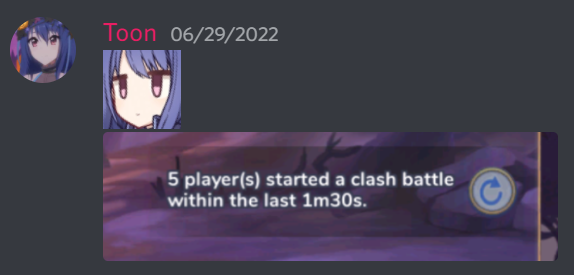 Toon 06/29/2022
5 player(s) started a clash battle
within the last 1m30s.